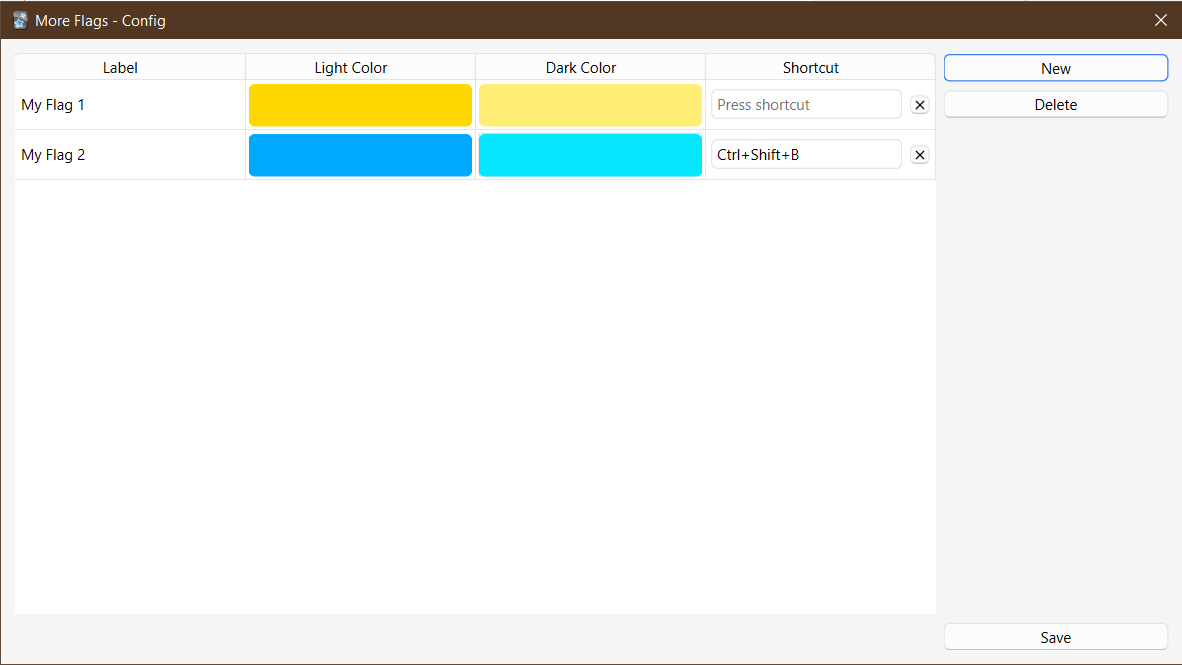 More Flags - Config
Label Light Color Dark Color Shortcut
New
My Flag 1 Press shortcut
Delete
My Flag 2 Ctrl+Shift+B
Save